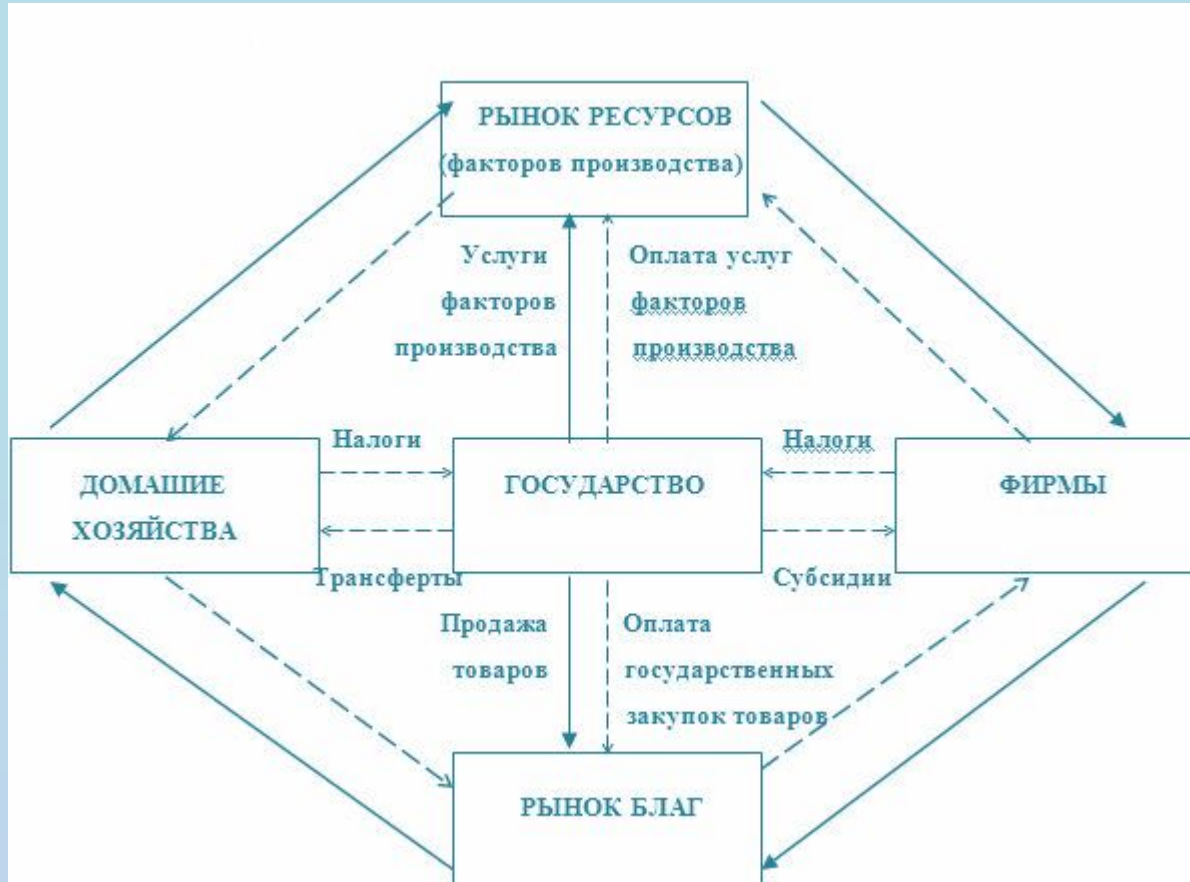 РЫНОК РЕСУРСОВ
(факторов производства)
Услуги
факторов
производства
Оплата услуг
факторов
производства
Налоги
Налоги
ДОМАШИЕ
ХОЗЯЙСТВА
ГОСУДАРСТВО
ФИРМЫ
Трансферты
Субсидии
Продажа
товаров
Оплата
государственных
закупок товаров
РЫНОК БЛАГ